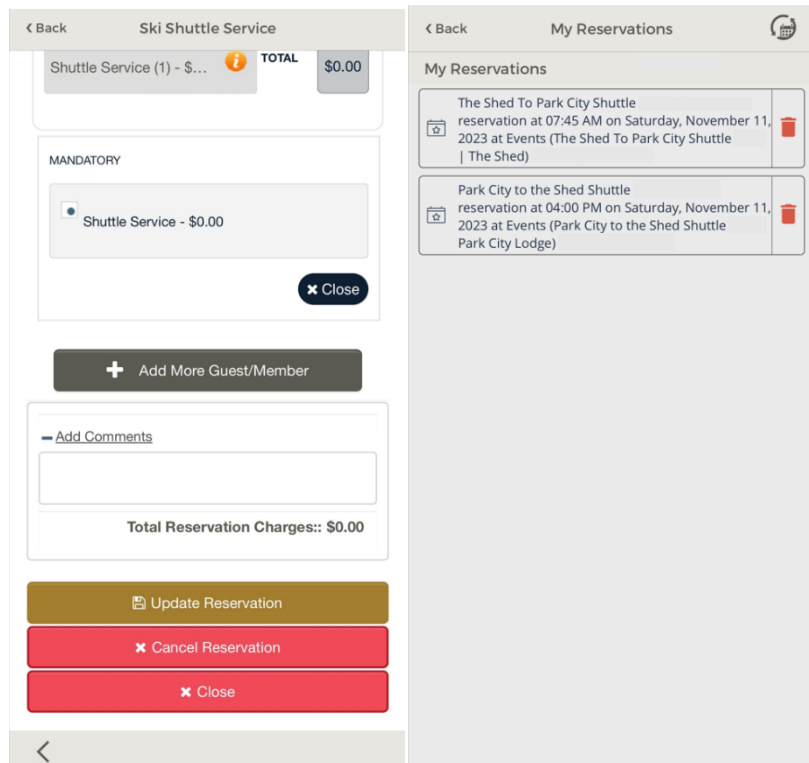 Back
Ski Shuttle Service
Shuttle Service (1) - $...
TOTAL
$0.00
MANDATORY
Shuttle Service - $0.00
Close
Add More Guest/Member
Add Comments
Total Reservation Charges:: $0.00
Update Reservation
Cancel Reservation
Close
Back
My Reservations
My Reservations
The Shed To Park City Shuttle
reservation at 07:45 AM on Saturday, November 11,
2023 at Events (The Shed To Park City Shuttle
| The Shed)
Park City to the Shed Shuttle
reservation at 04:00 PM on Saturday, November 11,
2023 at Events (Park City to the Shed Shuttle
Park City Lodge)